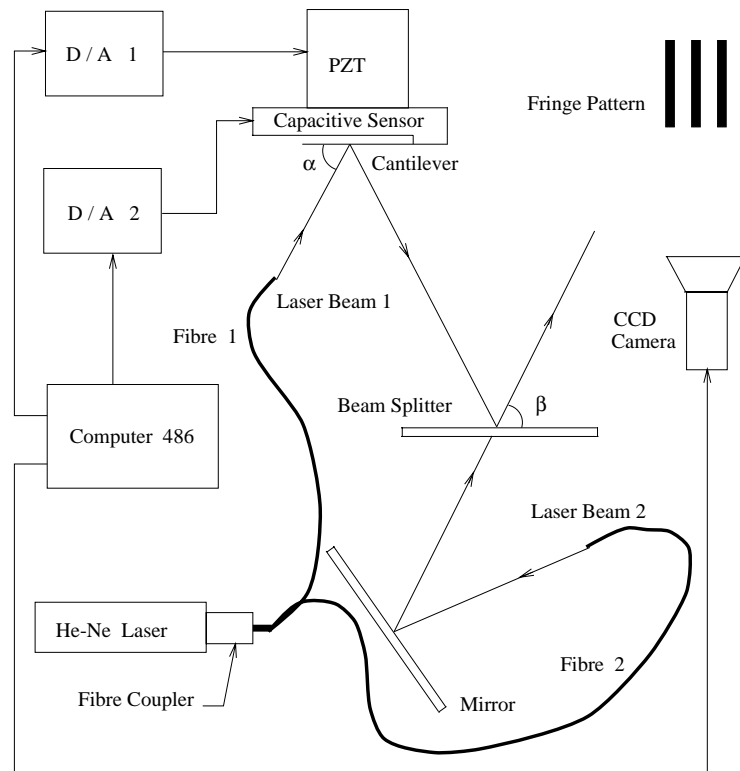 D / A 1
PZT
Fringe Pattern
Capacitive Sensor
α
Cantilever
D / A 2
Laser Beam 1
Fibre 1
CCD
Camera
Beam Splitter
β
Computer 486
Laser Beam 2
He-Ne Laser
Fibre 2
Fibre Coupler
Mirror